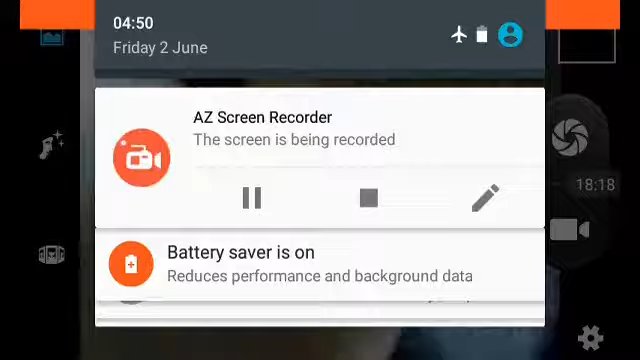 04:50
Friday 2 June
AZ Screen Recorder
The screen is being recorded
18:18
Battery saver is on
Reduces performance and background data